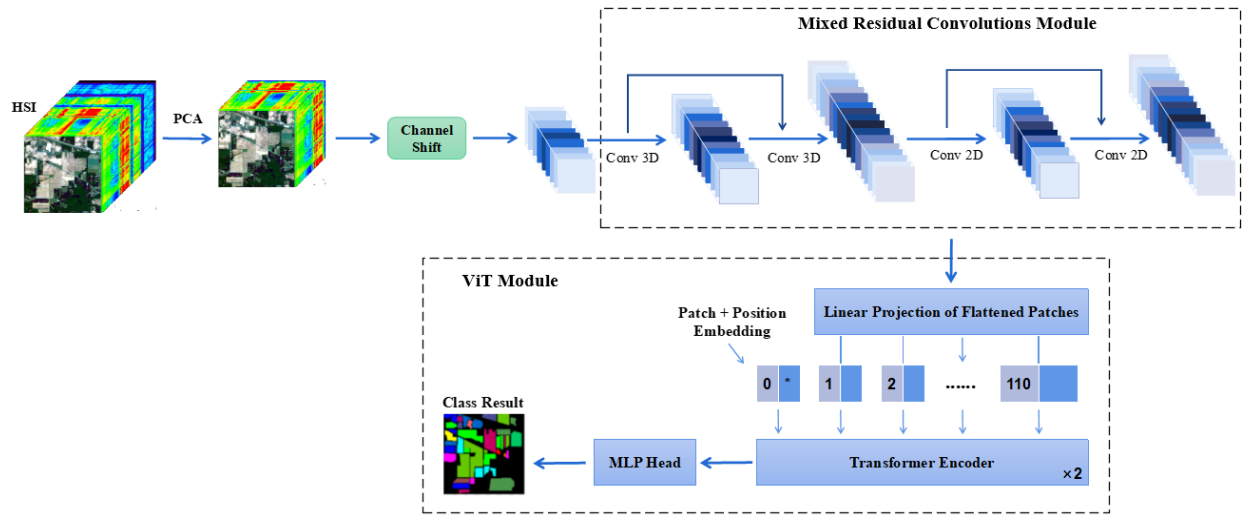 Mixed Residual Convolutions Module
HSI
PCA
Channel
Shift
Conv 3D
Conv 3D
Conv 2D
Conv 2D
ViT Module
Linear Projection of Flattened Patches
Patch + Position
Embedding
0 * 1 2 ...... 110
Class Result
MLP Head
Transformer Encoder
×2